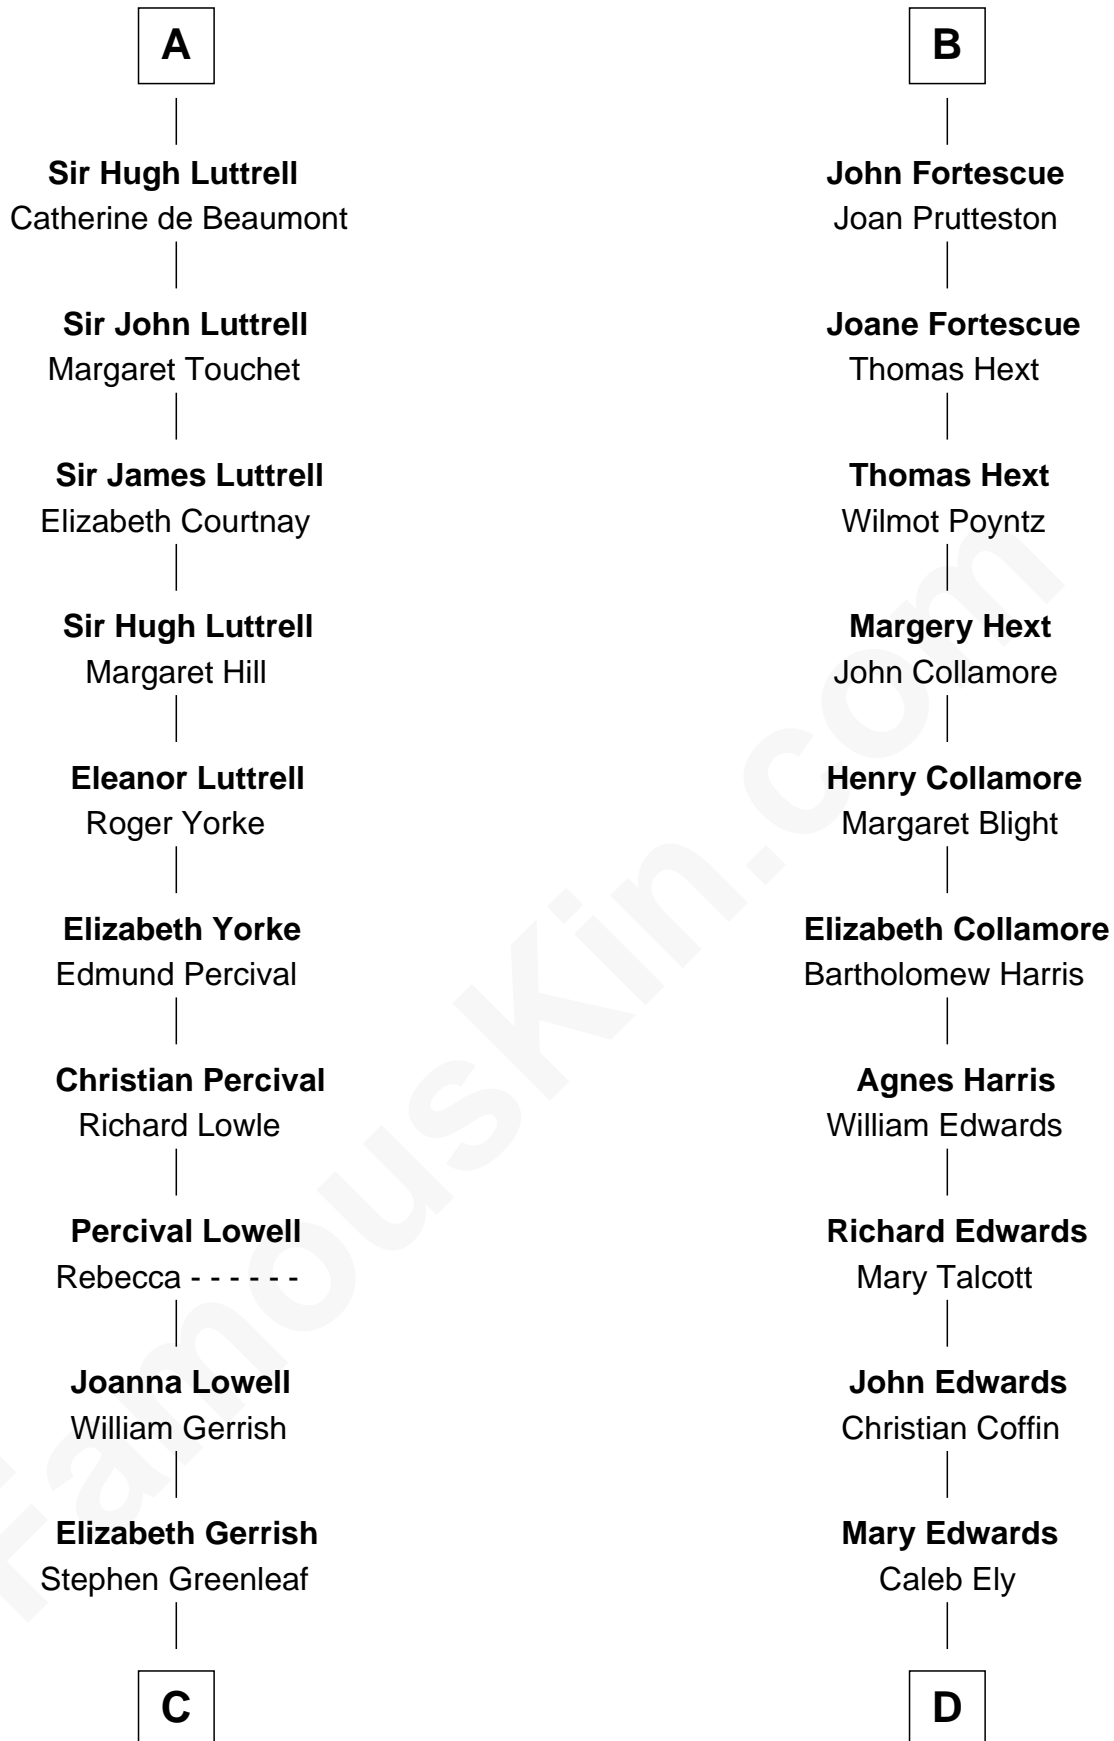 A
Sir Hugh Luttrell
Catherine de Beaumont
Sir John Luttrell
Margaret Touchet
Sir James Luttrell
Elizabeth Courtnay
Sir Hugh Luttrell
Margaret Hill
Eleanor Luttrell
Roger Yorke
Elizabeth Yorke
Edmund Percival
Christian Percival
Richard Lowle
Percival Lowell
Rebecca - - - - - -
Joanna Lowell
William Gerrish
Elizabeth Gerrish
Stephen Greenleaf
C
B
John Fortescue
Joan Prutteston
Joane Fortescue
Thomas Hext
Thomas Hext
Wilmot Poyntz
Margery Hext
John Collamore
Henry Collamore
Margaret Blight
Elizabeth Collamore
Bartholomew Harris
Agnes Harris
William Edwards
Richard Edwards
Mary Talcott
John Edwards
Christian Coffin
Mary Edwards
Caleb Ely
D
FamousKin.com